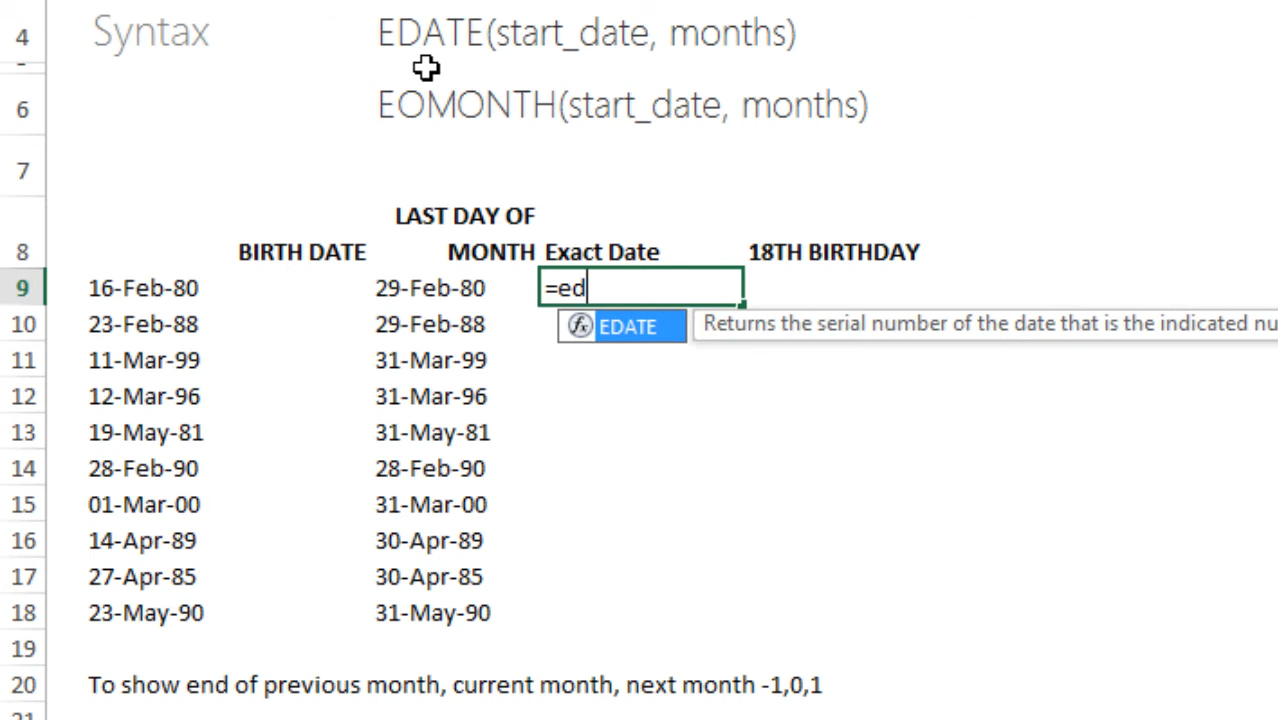 4 Syntax EDATE(start_date, months)
6 EOMONTH(start_date, months)
7
LAST DAY OF
8 BIRTH DATE MONTH Exact Date 18TH BIRTHDAY
9 16-Feb-80 29-Feb-80 =ed
10 23-Feb-88 29-Feb-88 fx EDATE Returns the serial number of the date that is the indicated nu
11 11-Mar-99 31-Mar-99
12 12-Mar-96 31-Mar-96
13 19-May-81 31-May-81
14 28-Feb-90 28-Feb-90
15 01-Mar-00 31-Mar-00
16 14-Apr-89 30-Apr-89
17 27-Apr-85 30-Apr-85
18 23-May-90 31-May-90
19
20 To show end of previous month, current month, next month -1,0,1